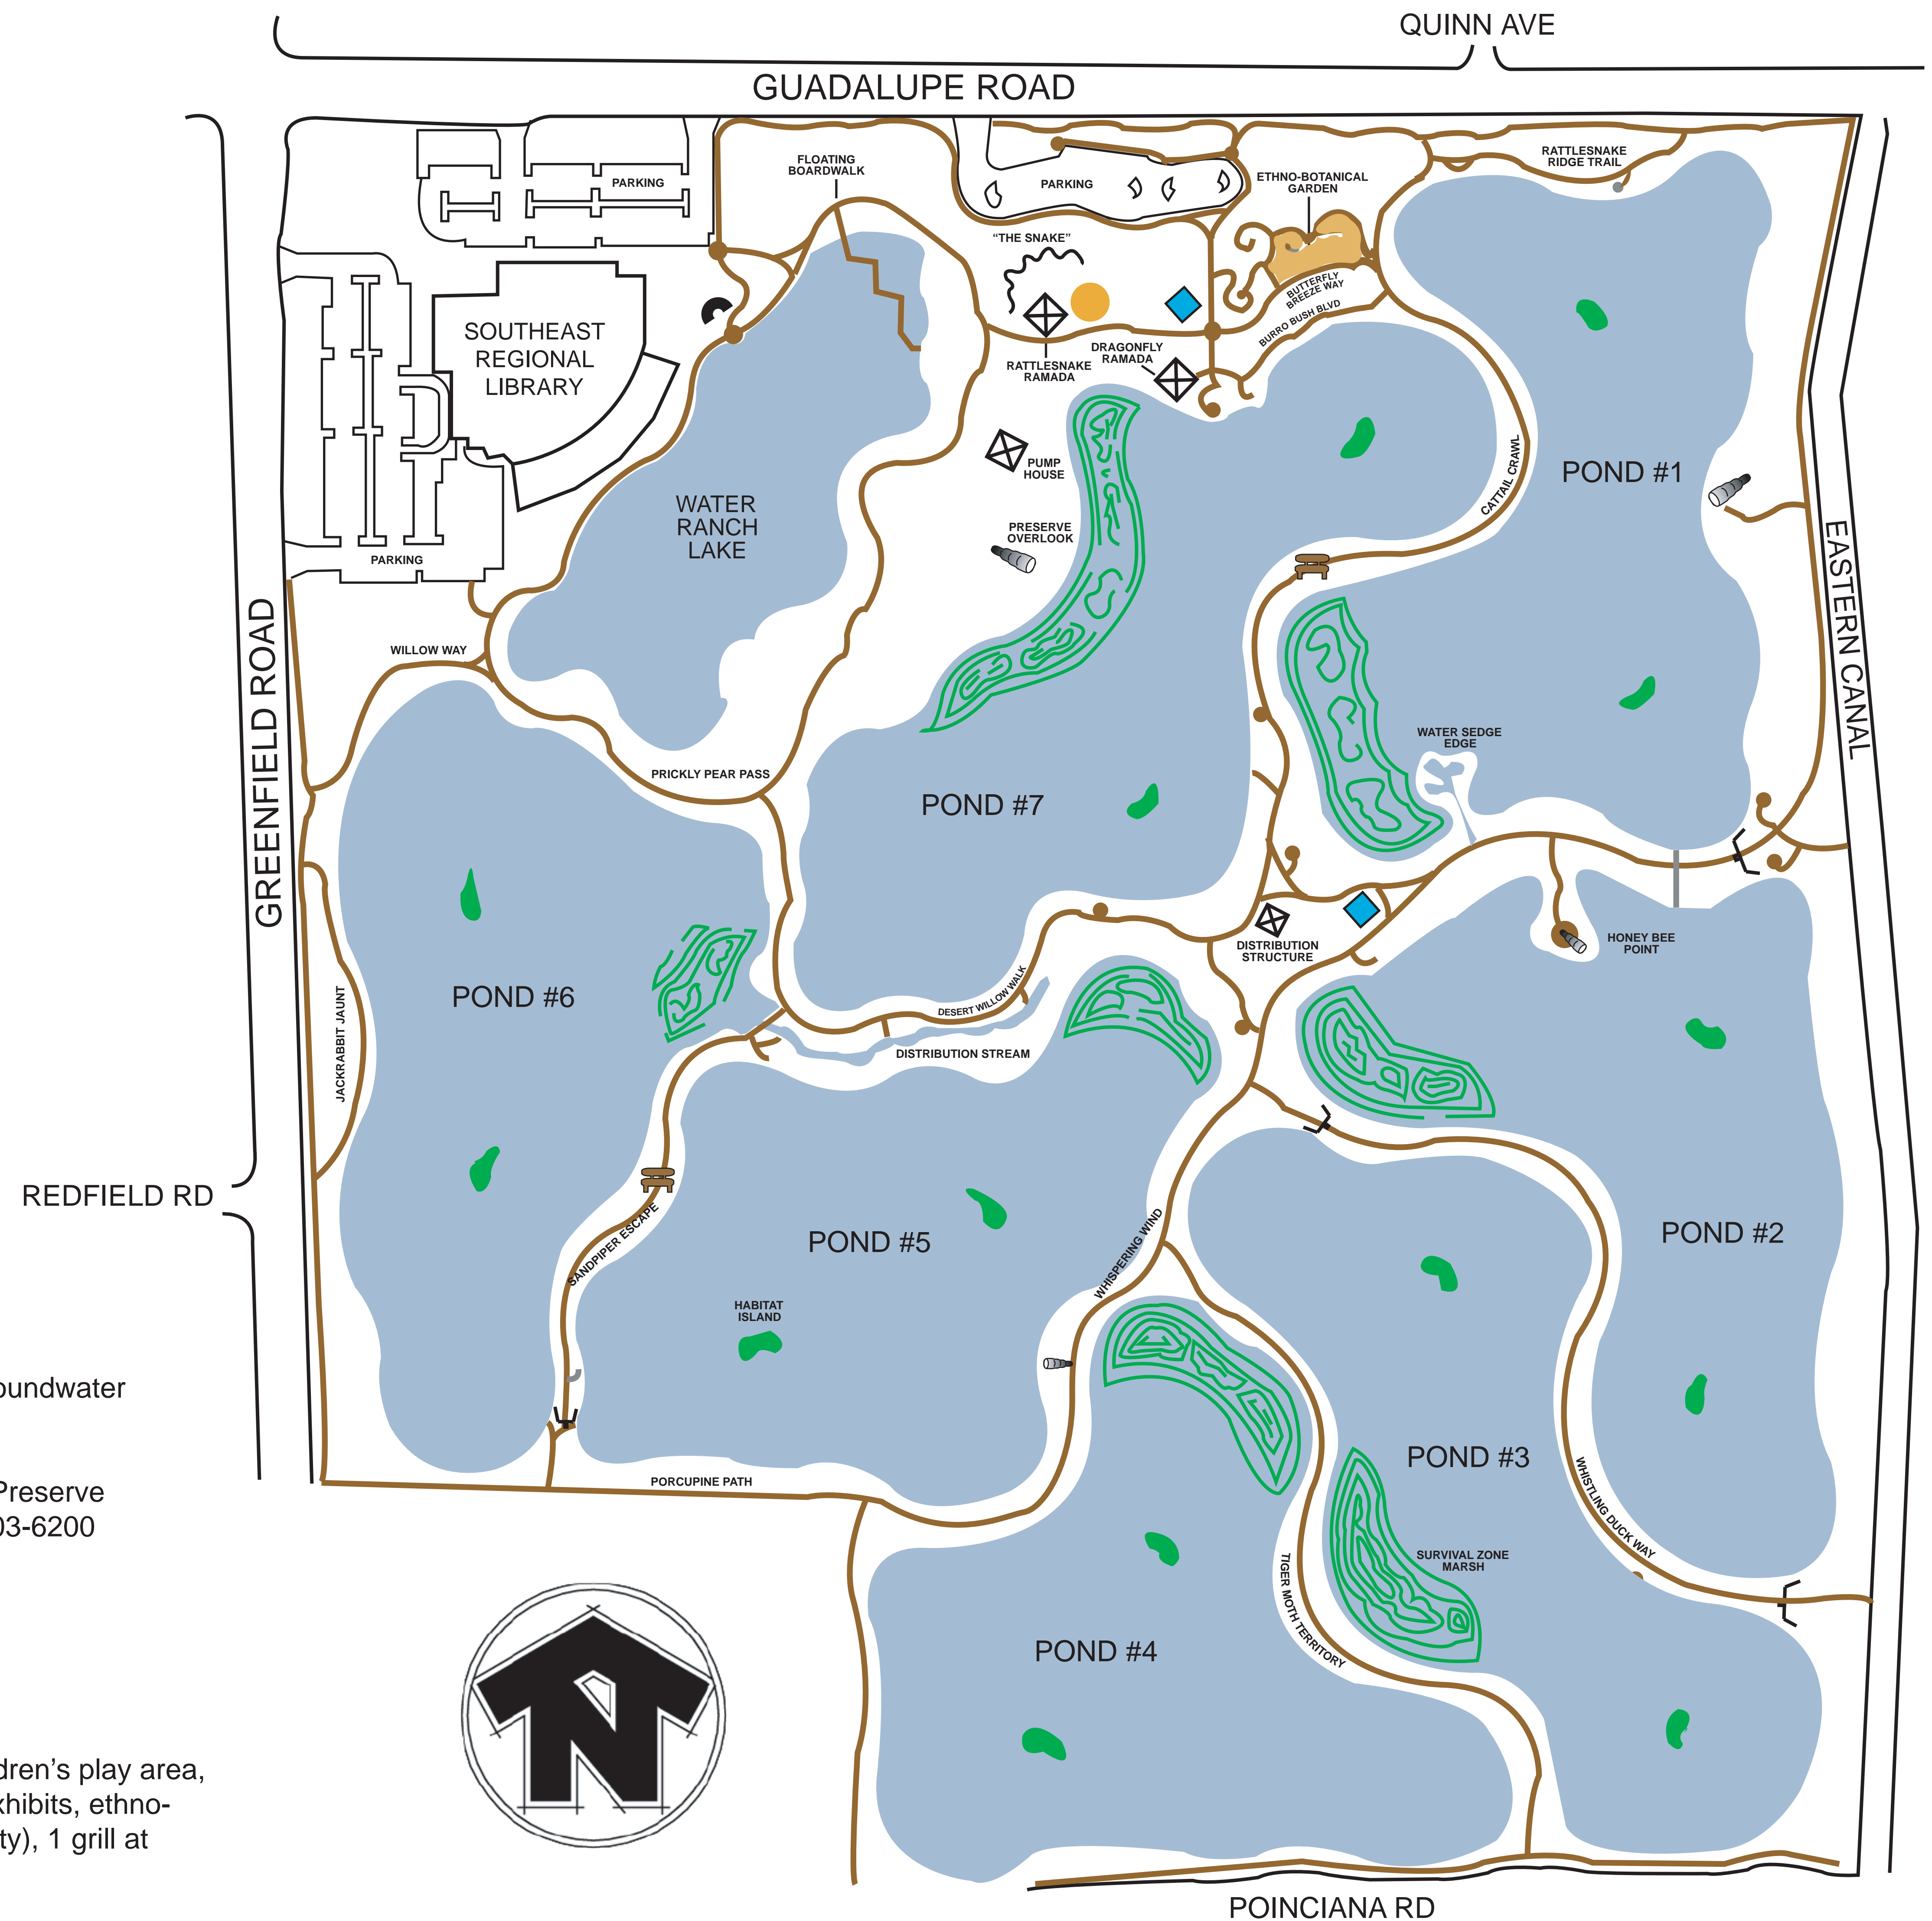 QUINN AVE
GUADALUPE ROAD
FLOATING
BOARDWALK
PARKING
PARKING
RATTLESNAKE
RIDGE TRAIL
ETHNO-BOTANICAL
GARDEN
“THE SNAKE”
BUTTERFLY
BREEZE WAY
BURRO BUSH BLVD
SOUTHEAST
REGIONAL
LIBRARY
DRAGONFLY
RAMADA
RATTLESNAKE
RAMADA
PUMP
HOUSE
CATTAIL CRAWL
POND #1
WATER
RANCH
LAKE
PRESERVE
OVERLOOK
PARKING
EASTERN CANAL
GREENFIELD ROAD
WILLOW WAY
WATER SEDGE
EDGE
PRICKLY PEAR PASS
POND #7
DISTRIBUTION
STRUCTURE
HONEY BEE
POINT
POND #6
DESERT WILLOW WALK
DISTRIBUTION STREAM
JACKRABBIT JAUNT
REDFIELD RD
POND #5
SANDPIPER ESCAPE
WHISPERING WIND
POND #2
HABITAT
ISLAND
oundwater
POND #3
PORCUPINE PATH
Preserve
03-6200
WHISTLING DUCK WAY
SURVIVAL ZONE
MARSH
TIGER MOTH TERRITORY
POND #4
N
dren’s play area,
xhibits, ethno-
ty), 1 grill at
POINCIANA RD